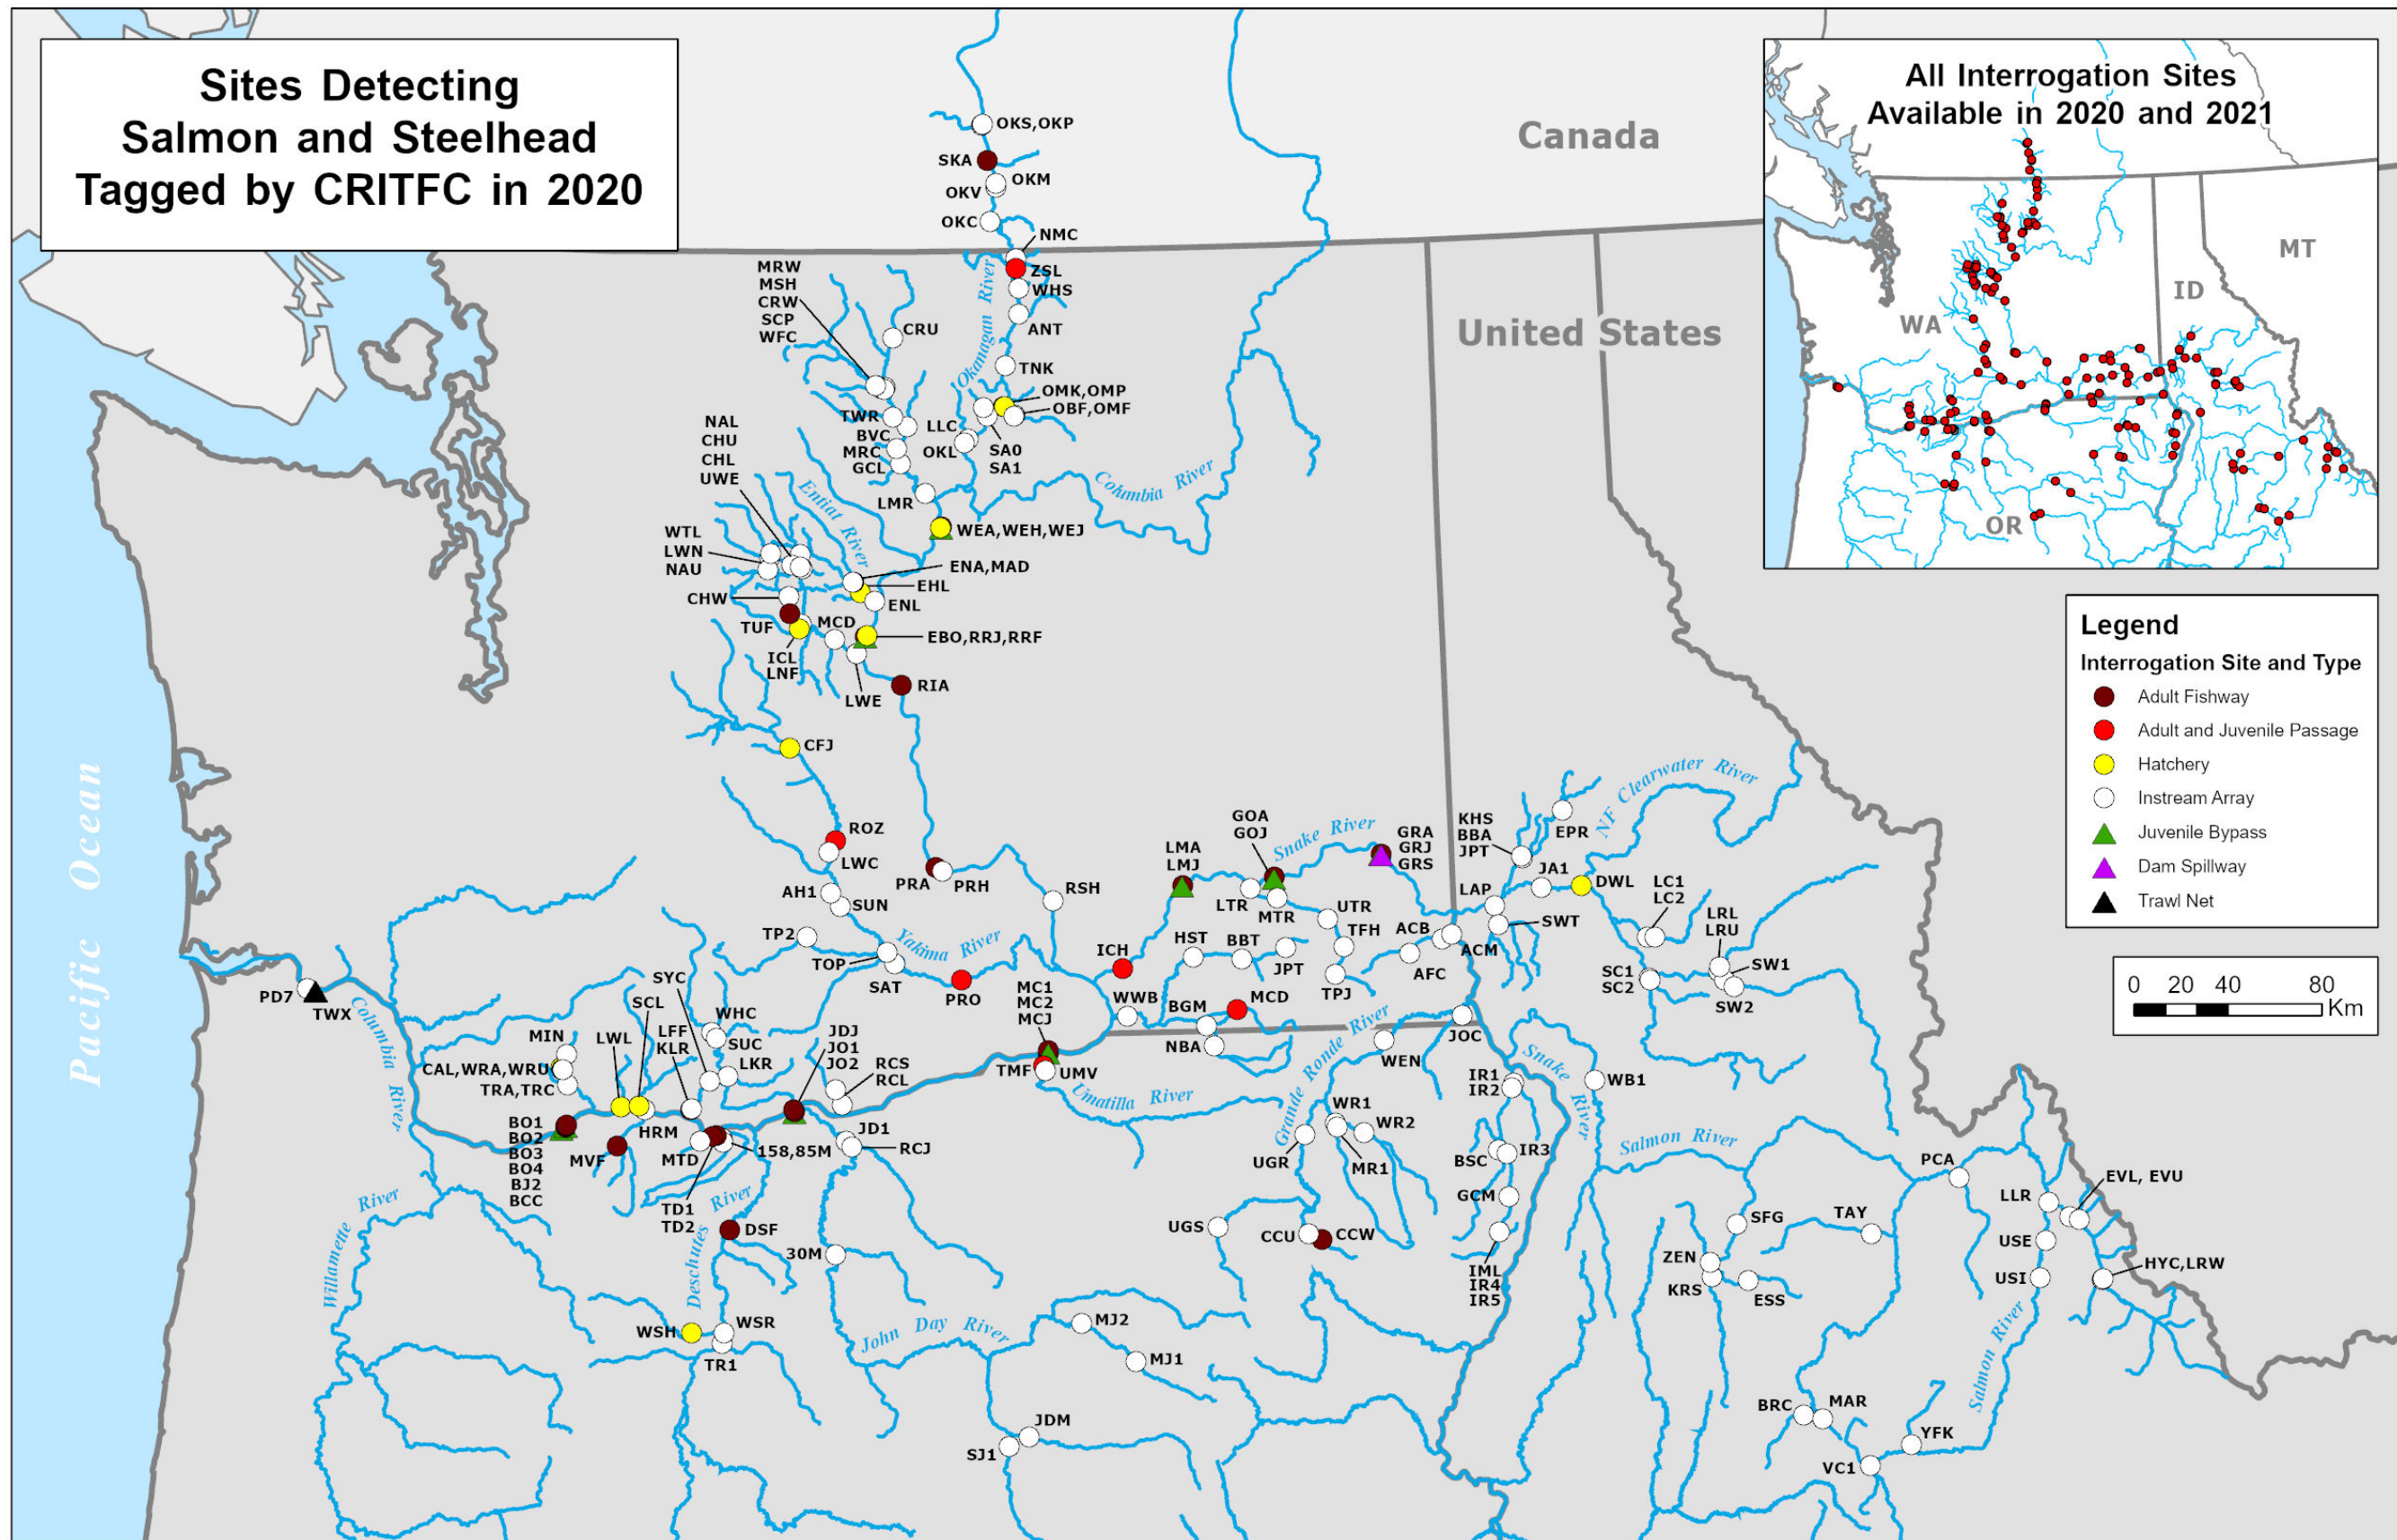 Sites Detecting
Salmon and Steelhead
Tagged by CRITFC in 2020
All Interrogation Sites
Available in 2020 and 2021
MT
ID
WA
OR
Canada
United States
Legend
Interrogation Site and Type
Adult Fishway
Adult and Juvenile Passage
Hatchery
Instream Array
Juvenile Bypass
Dam Spillway
Trawl Net
0 20 40 80
Km
Pacific Ocean
OKS,OKP
SKA
OKM
OKV
OKC
NMC
ZSL
WHS
ANT
Okanagan River
TNK
OMK,OMP
OBF,OMF
MRW
MSH
CRW
SCP
WFC
CRU
TWR
BVC
MRC
GCL
LLC
OKL
SA0
SA1
LMR
Columbia River
WEA,WEH,WEJ
Entiat River
NAL
CHU
CHL
UWE
WTL
LWN
NAU
ENA,MAD
EHL
ENL
CHW
TUF
MCD
EBO,RRJ,RRF
ICL
LNF
LWE
RIA
CFJ
ROZ
LWC
PRA
PRH
RSH
AH1
SUN
TP2
TOP
Yakima River
SAT
PRO
LMA
LMJ
GOA
GOJ
Snake River
GRA
GRJ
GRS
LTR
MTR
UTR
TFH
ICH
HST
BBT
JPT
TPJ
ACB
AFC
ACM
KHS
BBA
JPT
EPR
NF Clearwater River
JA1
LAP
DWL
SWT
LC1
LC2
LRL
LRU
SC1
SC2
SW1
SW2
PD7
TWX
Columbia River
SYC
SCL
WHC
SUC
LFF
KLR
LKR
MIN
LWL
CAL,WRA,WRU
TRA,TRC
JDJ
JO1
JO2
RCS
RCL
MC1
MC2
MCJ
WWB
BGM
MCD
NBA
TMF
UMV
Umatilla River
WEN
JOC
Grande Ronde River
Snake River
WB1
IR1
IR2
BO1
BO2
BO3
BO4
BJ2
BCC
HRM
MVF
MTD
158,85M
TD1
TD2
JD1
RCJ
WR1
WR2
UGR
MR1
BSC
IR3
GCM
Salmon River
PCA
EVL, EVU
LLR
Willamette River
Deschutes River
DSF
30M
UGS
CCU
CCW
IML
IR4
IR5
SFG
TAY
ZEN
KRS
ESS
USE
USI
HYC,LRW
WSH
WSR
TR1
John Day River
MJ2
MJ1
JDM
SJ1
Salmon River
BRC
MAR
YFK
VC1